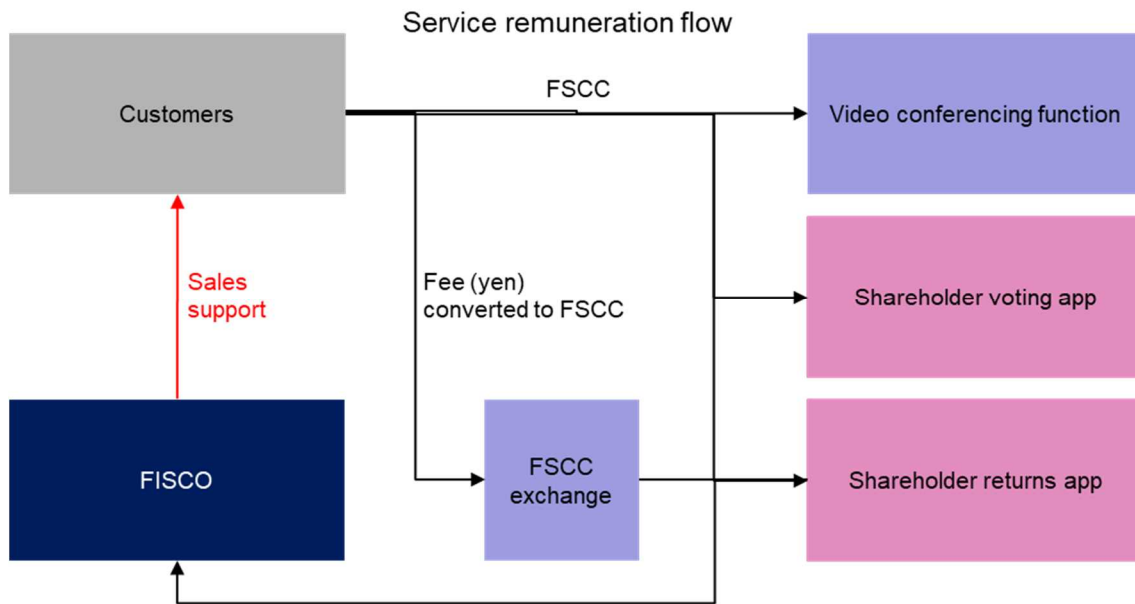 Service remuneration flow
Customers
FSCC
Video conferencing function
Sales
support
Fee (yen)
converted to FSCC
Shareholder voting app
FISCO
FSCC
exchange
Shareholder returns app